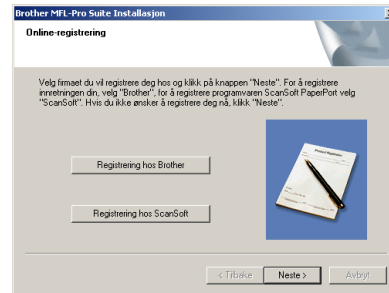 Brother MFL-Pro Suite Installasjon
Online-registrering
Velg firmaet du vil registrere deg hos og klikk på knappen "Neste". For å registrere
innretningen din, velg "Brother", for å registrere programvaren ScanSoft PaperPort velg
"ScanSoft". Hvis du ikke ønsker å registrere deg nå, klikk "Neste".
Registrering hos Brother
Registrering hos ScanSoft
< Tilbake Neste > Avbryt